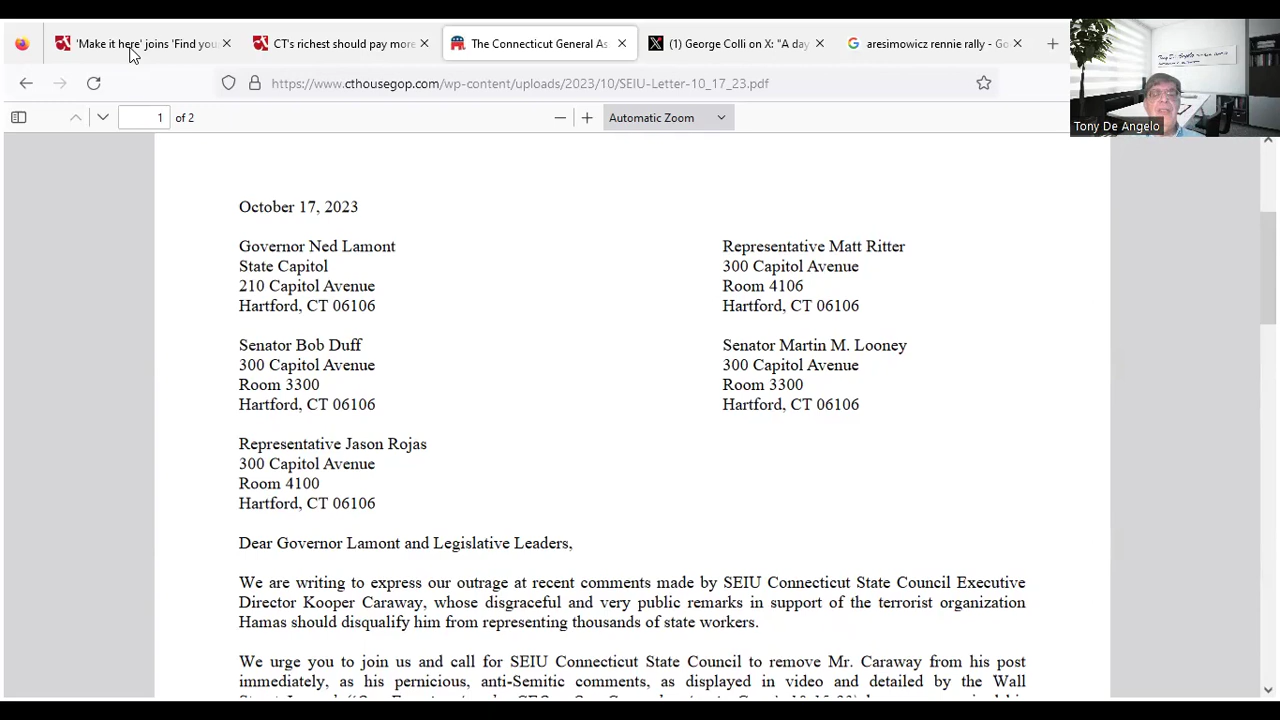 'Make it here' joins 'Find you
CT's richest should pay more
The Connecticut General As
(1) George Colli on X: "A day
aresimowicz rennie rally - Go
https://www.cthousegop.com/wp-content/uploads/2023/10/SEIU-Letter-10_17_23.pdf
1 of 2
Automatic Zoom
Tony De Angelo
October 17, 2023
Governor Ned Lamont
State Capitol
210 Capitol Avenue
Hartford, CT 06106
Representative Matt Ritter
300 Capitol Avenue
Room 4106
Hartford, CT 06106
Senator Bob Duff
300 Capitol Avenue
Room 3300
Hartford, CT 06106
Senator Martin M. Looney
300 Capitol Avenue
Room 3300
Hartford, CT 06106
Representative Jason Rojas
300 Capitol Avenue
Room 4100
Hartford, CT 06106
Dear Governor Lamont and Legislative Leaders,
We are writing to express our outrage at recent comments made by SEIU Connecticut State Council Executive
Director Kooper Caraway, whose disgraceful and very public remarks in support of the terrorist organization
Hamas should disqualify him from representing thousands of state workers.
We urge you to join us and call for SEIU Connecticut State Council to remove Mr. Caraway from his post
immediately, as his pernicious, anti-Semitic comments, as displayed in video and detailed by the Wall